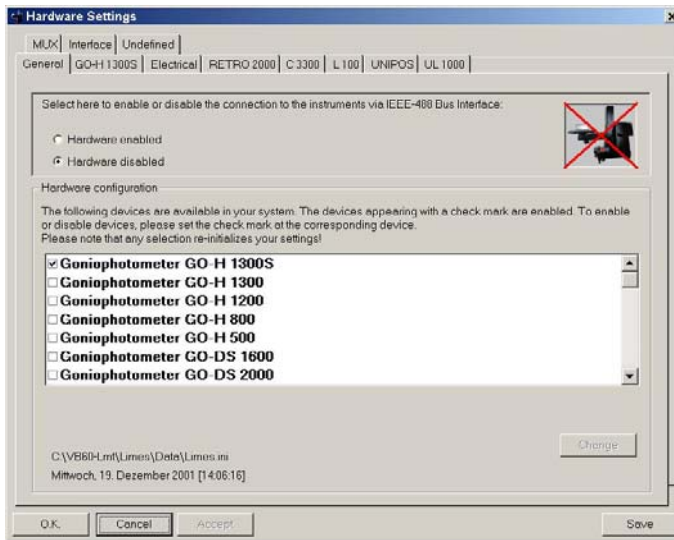 Hardware Settings
MUX Interface Undefined
General GO-H 1300S Electrical RETRO 2000 C 3300 L 100 UNIPOS UL 1000
Select here to enable or disable the connection to the instruments via IEEE-488 Bus Interface:
Hardware enabled
Hardware disabled
Hardware configuration
The following devices are available in your system. The devices appearing with a check mark are enabled. To enable
or disable devices, please set the check mark at the corresponding device.
Please note that any selection re-initializes your settings!
Goniophotometer GO-H 1300S
Goniophotometer GO-H 1300
Goniophotometer GO-H 1200
Goniophotometer GO-H 800
Goniophotometer GO-H 500
Goniophotometer GO-DS 1600
Goniophotometer GO-DS 2000
Change
C:\VB60-Lmt\Limes\Data\Limes.ini
Mittwoch, 19. Dezember 2001 [14:06:16]
O.K. Cancel Accept Save